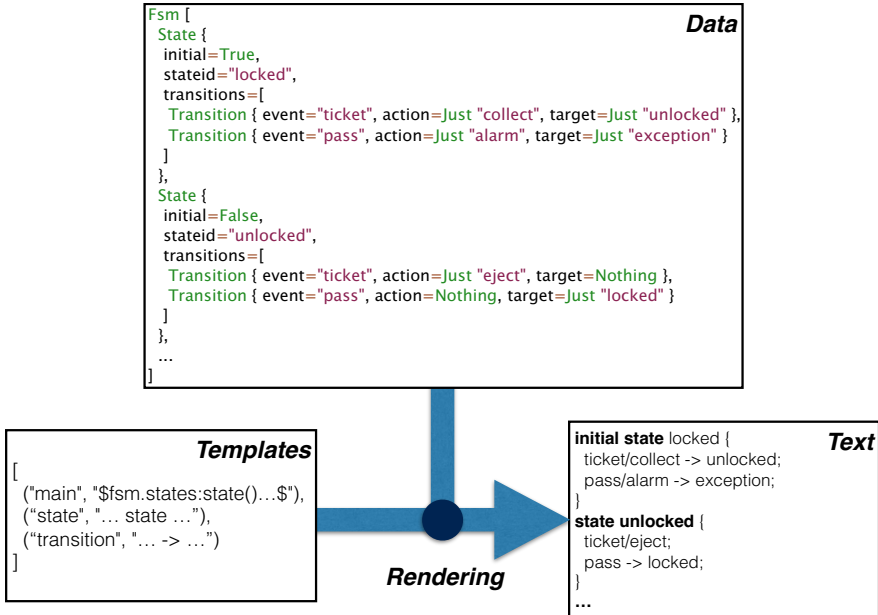 Data
Fsm [
State {
initial=True,
stateid="locked",
transitions=[
Transition { event="ticket", action=Just "collect", target=Just "unlocked" },
Transition { event="pass", action=Just "alarm", target=Just "exception" }
]
},
State {
initial=False,
stateid="unlocked",
transitions=[
Transition { event="ticket", action=Just "eject", target=Nothing },
Transition { event="pass", action=Nothing, target=Just "locked" }
]
},
...
]
Templates
[
("main", "$fsm.states:state()…$"),
(“state", "… state …”),
(“transition", "… -> …”)
]
Rendering
Text
initial state locked {
ticket/collect -> unlocked;
pass/alarm -> exception;
}
state unlocked {
ticket/eject;
pass -> locked;
}
...